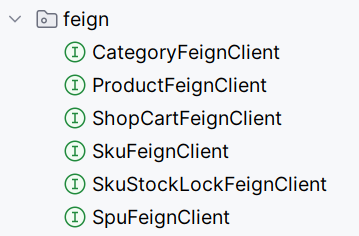 feign
CategoryFeignClient
ProductFeignClient
ShopCartFeignClient
SkuFeignClient
SkuStockLockFeignClient
SpuFeignClient